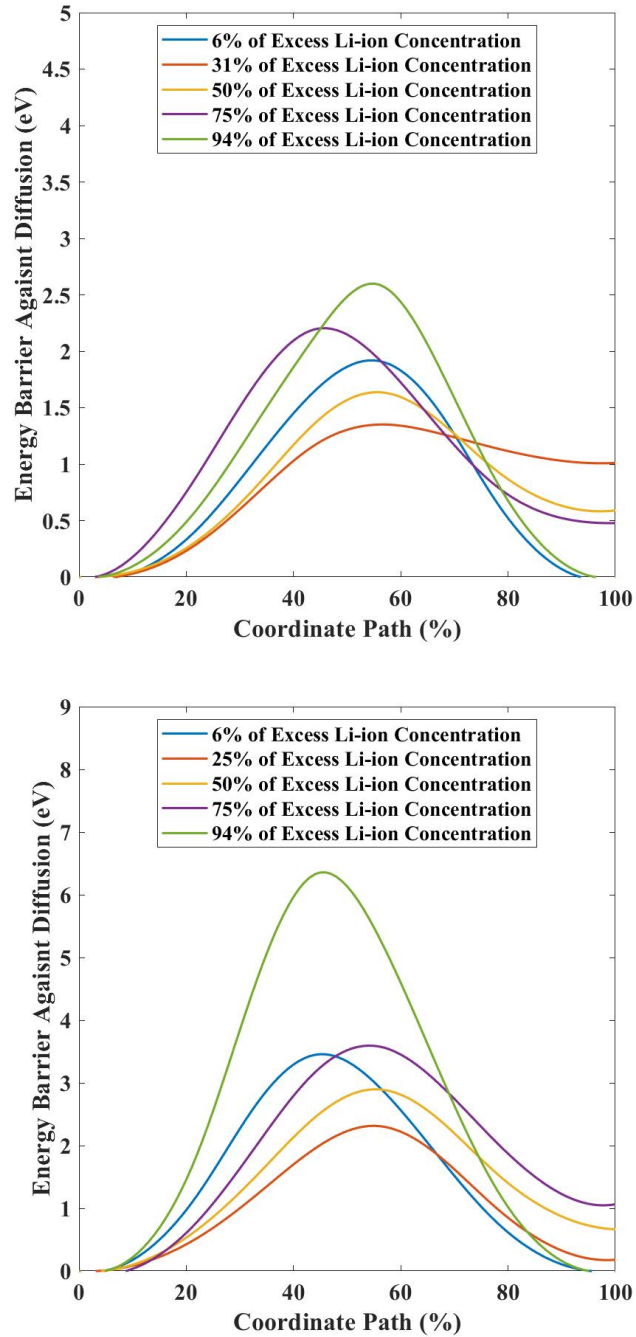 5
4.5
4
3.5
3
2.5
2
1.5
1
0.5
0
Energy Barrier Agaisnt Diffusion (eV)
6% of Excess Li-ion Concentration
31% of Excess Li-ion Concentration
50% of Excess Li-ion Concentration
75% of Excess Li-ion Concentration
94% of Excess Li-ion Concentration
0 20 40 60 80 100
Coordinate Path (%)
9
8
7
6
5
4
3
2
1
0
Energy Barrier Agaisnt Diffusion (eV)
6% of Excess Li-ion Concentration
25% of Excess Li-ion Concentration
50% of Excess Li-ion Concentration
75% of Excess Li-ion Concentration
94% of Excess Li-ion Concentration
0 20 40 60 80 100
Coordinate Path (%)